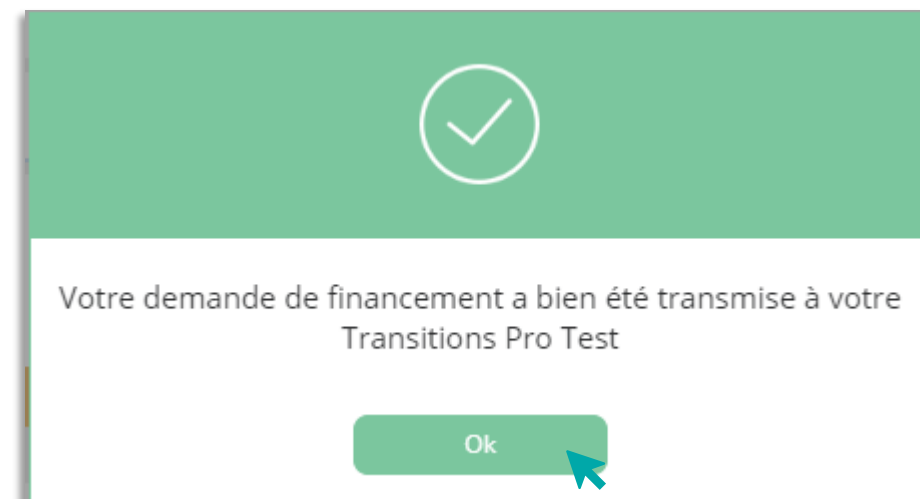 Votre demande de financement a bien été transmise à votre
Transitions Pro Test
Ok